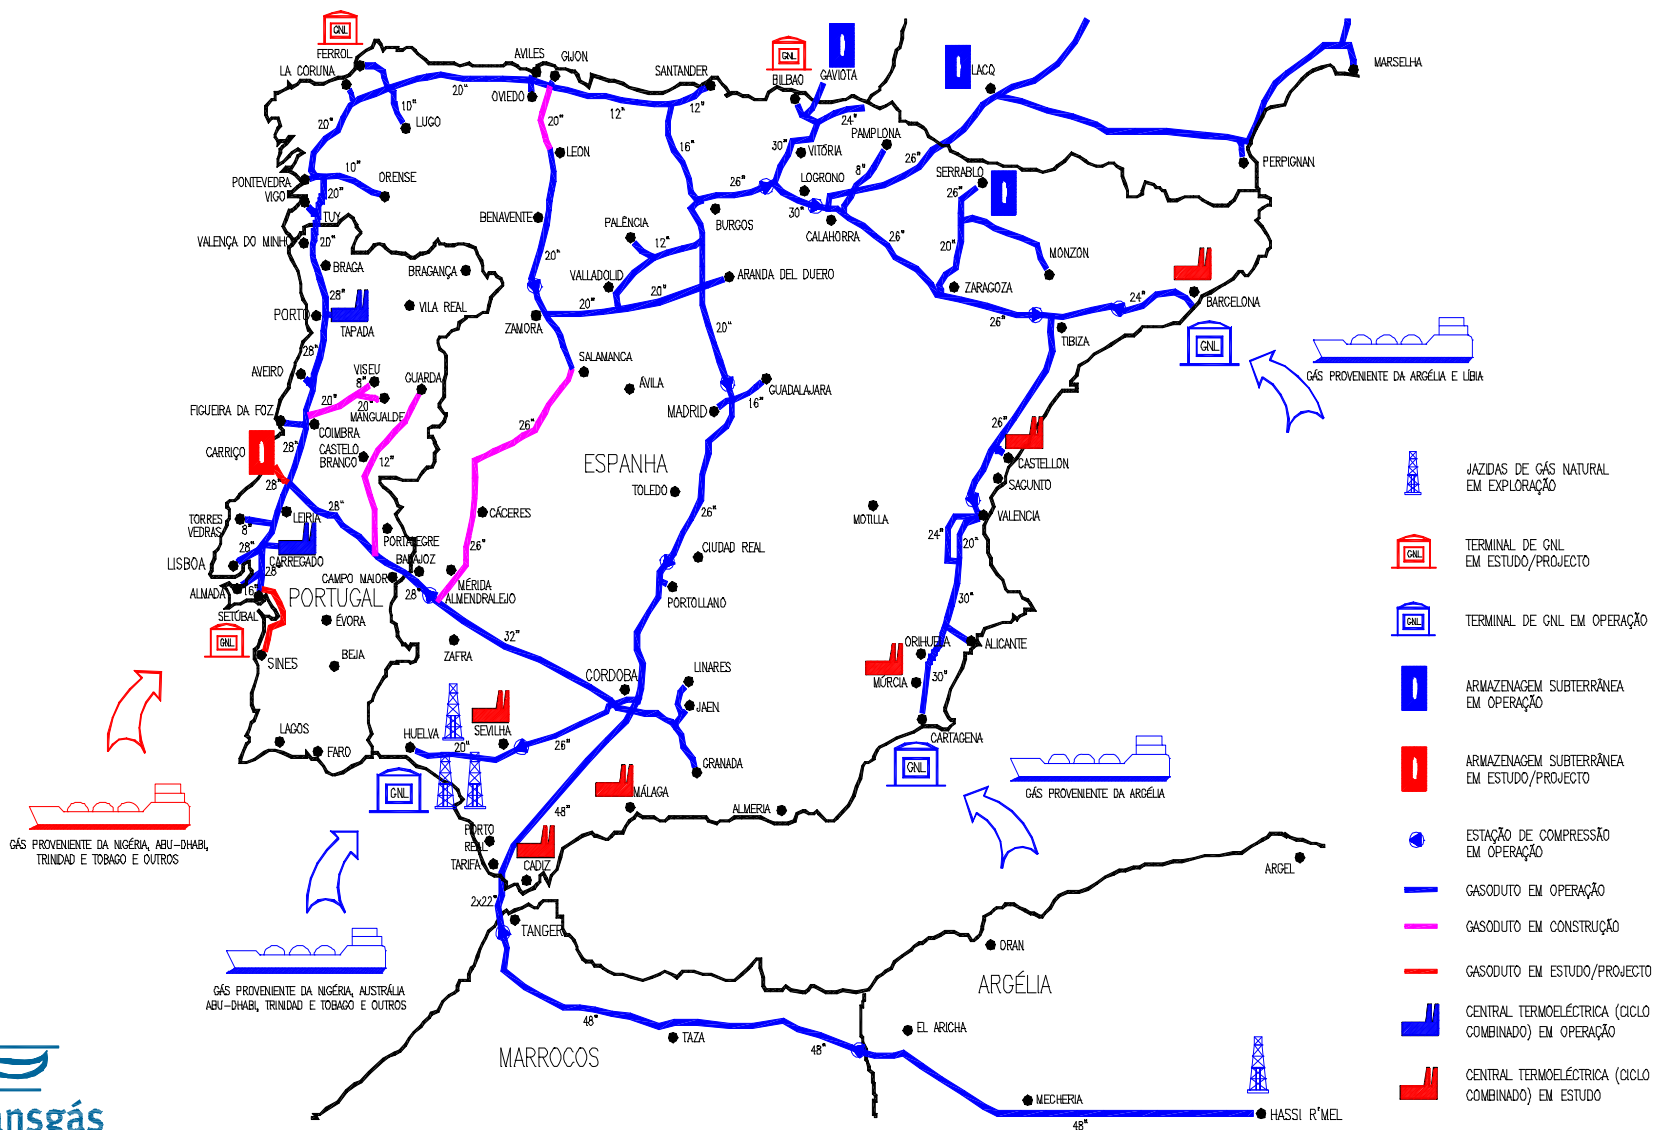 GNL
FERROL
LA CORUNA
AVILES
GIJON
OVIEDO
SANTANDER
GNL
BILBAO
GAVIOTA
LACQ
MARSELHA
20"
10"
LUGO
12"
12"
24"
PAMPLONA
20"
20"
LEON
16"
30"
VITÓRIA
8"
26"
PERPIGNAN
10"
ORENSE
PONTEVEDRA
VIGO
20"
TUY
LOGRONO
SERRABLO
26"
26"
30"
BENAVENTE
PALÊNCIA
BURGOS
CALAHORRA
VALENÇA DO MINHO
20"
12"
26"
20"
MONZON
BRAGA
BRAGANÇA
20"
VALLADOLID
ARANDA DEL DUERO
ZARAGOZA
BARCELONA
28"
VILA REAL
20"
20"
24"
PORTO
TAPADA
ZAMORA
20"
26"
TIBIZA
GNL
28"
SALAMANCA
AVEIRO
VISEU
8"
GUARDA
ÁVILA
GUADALAJARA
GÁS PROVENIENTE DA ARGÉLIA E LÍBIA
FIGUEIRA DA FOZ
20"
20"
MANGUALDE
MADRID
16"
COIMBRA
26"
26"
28"
CARRIÇO
CASTELO
BRANCO
12"
ESPANHA
CASTELLON
28"
TOLEDO
SAGUNTO
28"
TORRES
VEDRAS
8"
LEIRIA
CÁCERES
26"
MOTILLA
VALENCIA
24"
20"
PORTALEGRE
28"
CARREGADO
LISBOA
28"
BADAJOZ
26"
CIUDAD REAL
CAMPO MAIOR
MÉRIDA
ALMENDRALEJO
28"
ALMADA
16"
SETÚBAL
PORTUGAL
PORTOLLANO
30"
ÉVORA
32"
GNL
SINES
BEJA
ZAFRA
ORIHUELA
ALICANTE
CORDOBA
LINARES
MÚRCIA
30"
JAEN
LAGOS
FARO
HUELVA
20"
SEVILHA
26"
CARTAGENA
GRANADA
GNL
GNL
GÁS PROVENIENTE DA ARGÉLIA
MÁLAGA
ALMERIA
48"
PORTO
REAL
TARIFA
CADIZ
GÁS PROVENIENTE DA NIGÉRIA, ABU-DHABI,
TRINIDAD E TOBAGO E OUTROS
ARGEL
2x22"
TANGER
ORAN
ARGÉLIA
GÁS PROVENIENTE DA NIGÉRIA, AUSTRÁLIA
ABU-DHABI, TRINIDAD E TOBAGO E OUTROS
48"
TAZA
48"
EL ARICHA
MARROCOS
MECHERIA
48"
HASSI R'MEL
JAZIDAS DE GÁS NATURAL
EM EXPLORAÇÃO
GNL
TERMINAL DE GNL
EM ESTUDO/PROJECTO
GNL
TERMINAL DE GNL EM OPERAÇÃO
ARMAZENAGEM SUBTERRÂNEA
EM OPERAÇÃO
ARMAZENAGEM SUBTERRÂNEA
EM ESTUDO/PROJECTO
ESTAÇÃO DE COMPRESSÃO
EM OPERAÇÃO
GASODUTO EM OPERAÇÃO
GASODUTO EM CONSTRUÇÃO
GASODUTO EM ESTUDO/PROJECTO
CENTRAL TERMOELÉCTRICA (CICLO
COMBINADO) EM OPERAÇÃO
CENTRAL TERMOELÉCTRICA (CICLO
COMBINADO) EM ESTUDO
nsgás